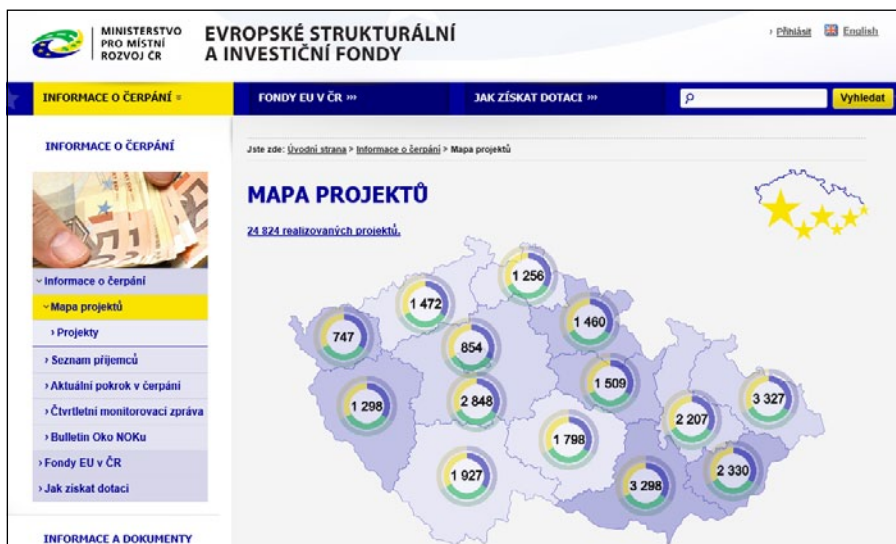 MINISTERSTVO
PRO MÍSTNÍ
ROZVOJ ČR
EVROPSKÉ STRUKTURÁLNÍ
A INVESTIČNÍ FONDY
› Přihlásit
English
INFORMACE O ČERPÁNÍ
FONDY EU V ČR »»
JAK ZÍSKAT DOTACI »»
Vyhledat
INFORMACE O ČERPÁNÍ
Informace o čerpání
Mapa projektů
› Projekty
› Seznam příjemců
› Aktuální pokrok v čerpání
› Čtvrtletní monitorovací zpráva
› Bulletin Oko NOKu
› Fondy EU v ČR
› Jak získat dotaci
INFORMACE A DOKUMENTY
Jste zde: Úvodní strana > Informace o čerpání > Mapa projektů
MAPA PROJEKTŮ
24 824 realizovaných projektů.
1 256
1 472
1 460
747
854
1 509
1 298
2 848
3 327
2 207
1 798
1 927
2 330
3 298